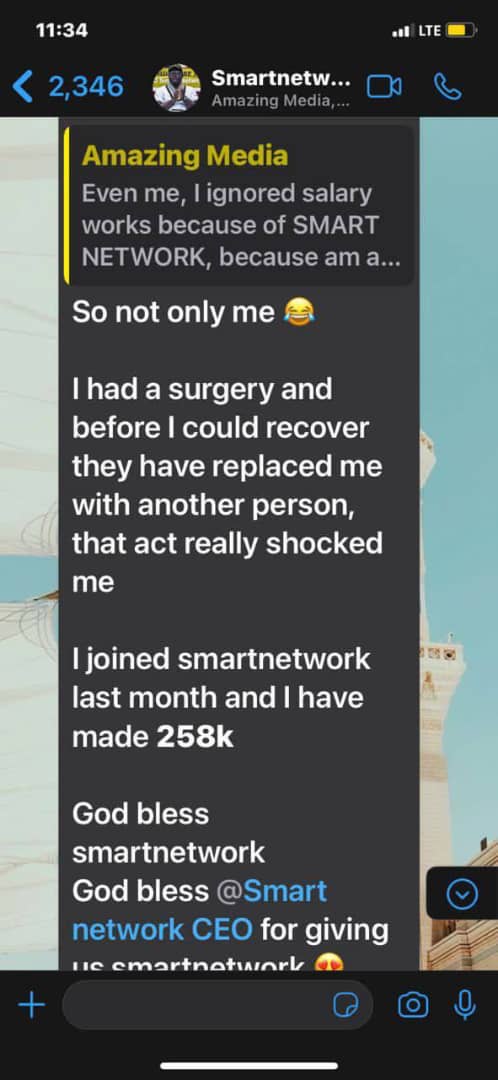 11:34
LTE
2,346
Smartnetw...
Amazing Media,...
Amazing Media
Even me, I ignored salary
works because of SMART
NETWORK, because am a...
So not only me 😂
I had a surgery and
before I could recover
they have replaced me
with another person,
that act really shocked
me
I joined smartnetwork
last month and I have
made 258k
God bless
smartnetwork
God bless @Smart
network CEO for giving
us smartnetwork 😍